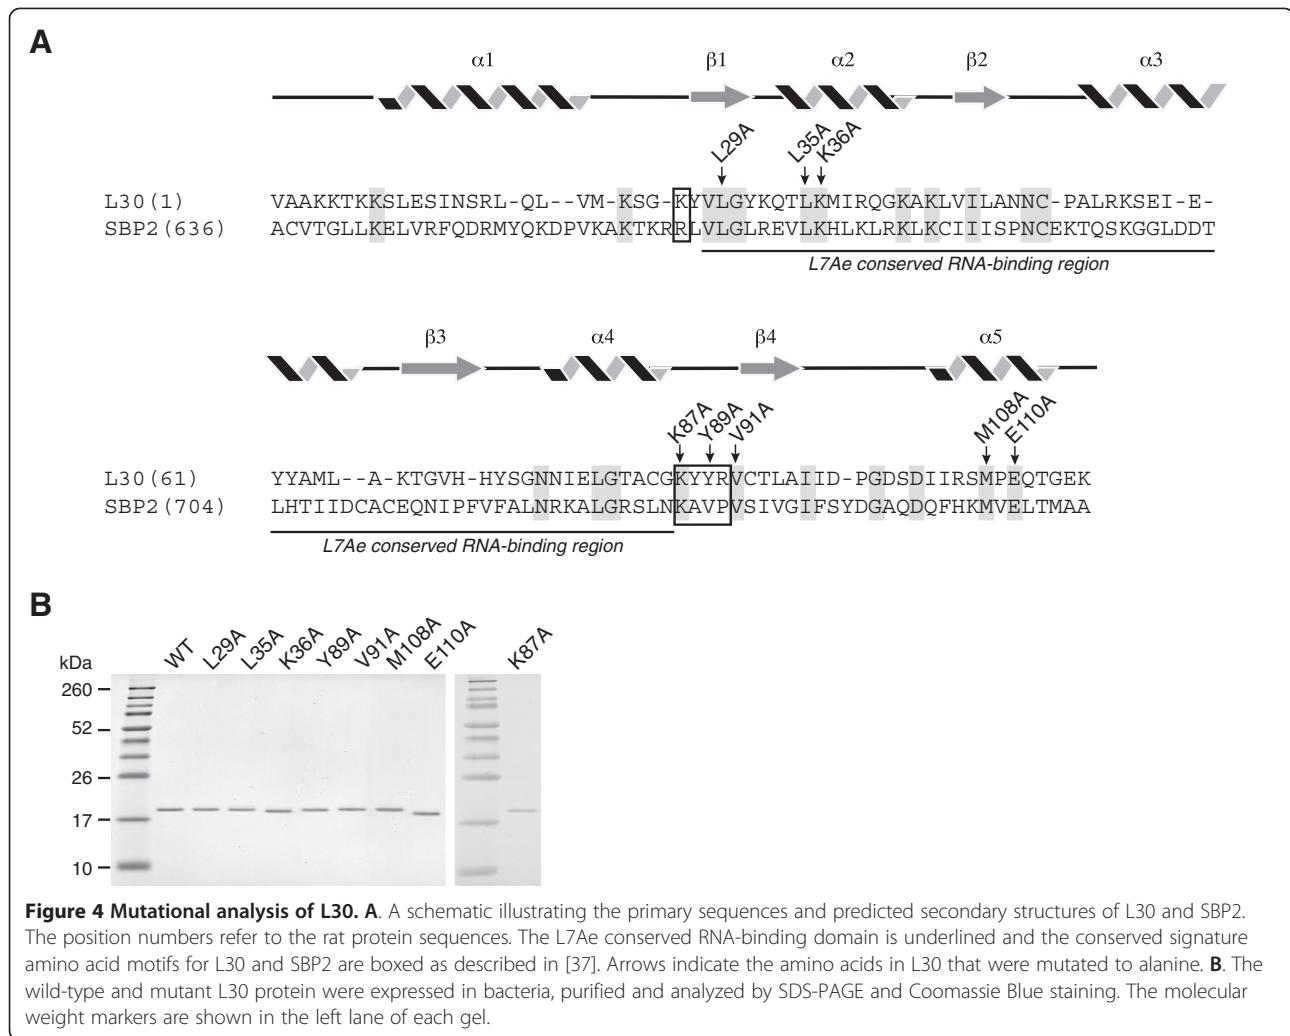 A
α1 β1 α2 β2 α3
L29A L35A K36A
L30(1) VAAKKTKKSLESINSRL-QL--VM-KSG-KYVLGYKQTLKMIRQGKAKLVILANNC-PALRKSEI-E-
SBP2(636) ACVTGLLKELVRFQDRMYQKDPVKAKTKRRLVLGLREVLKHLKLRKLKCIIISPNCEKTQSKGGLDDT
L7Ae conserved RNA-binding region
β3 α4 β4 α5
K87A Y89A V91A M108A E110A
L30(61) YYAML--A-KTGVH-HYSGNNIELGTACGKYYRVCTLAIID-PGDSDIIRSMPEQTGEK
SBP2(704) LHTIIDCACEQNIPFVFALNRKALGRSLNKAVPVSIVGIFSYDGAQDQFHKMVELTMAA
L7Ae conserved RNA-binding region
B
kDa WT L29A L35A K36A Y89A V91A M108A E110A K87A
260
52
26
17
10
Figure 4 Mutational analysis of L30. A. A schematic illustrating the primary sequences and predicted secondary structures of L30 and SBP2.
The position numbers refer to the rat protein sequences. The L7Ae conserved RNA-binding domain is underlined and the conserved signature
amino acid motifs for L30 and SBP2 are boxed as described in [37]. Arrows indicate the amino acids in L30 that were mutated to alanine. B. The
wild-type and mutant L30 protein were expressed in bacteria, purified and analyzed by SDS-PAGE and Coomassie Blue staining. The molecular
weight markers are shown in the left lane of each gel.